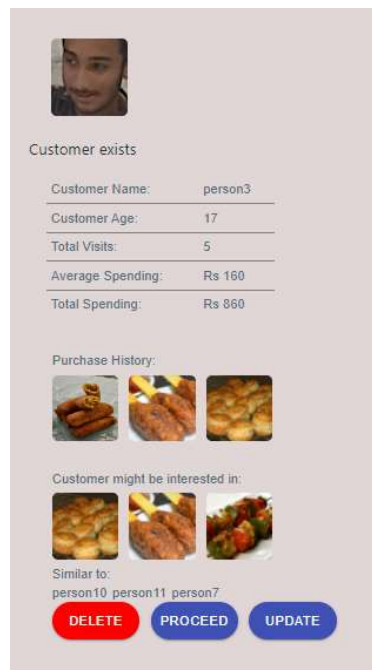 Customer exists
Customer Name: person3
Customer Age: 17
Total Visits: 5
Average Spending: Rs 160
Total Spending: Rs 860
Purchase History:
Customer might be interested in:
Similar to:
person10 person11 person7
DELETE PROCEED UPDATE